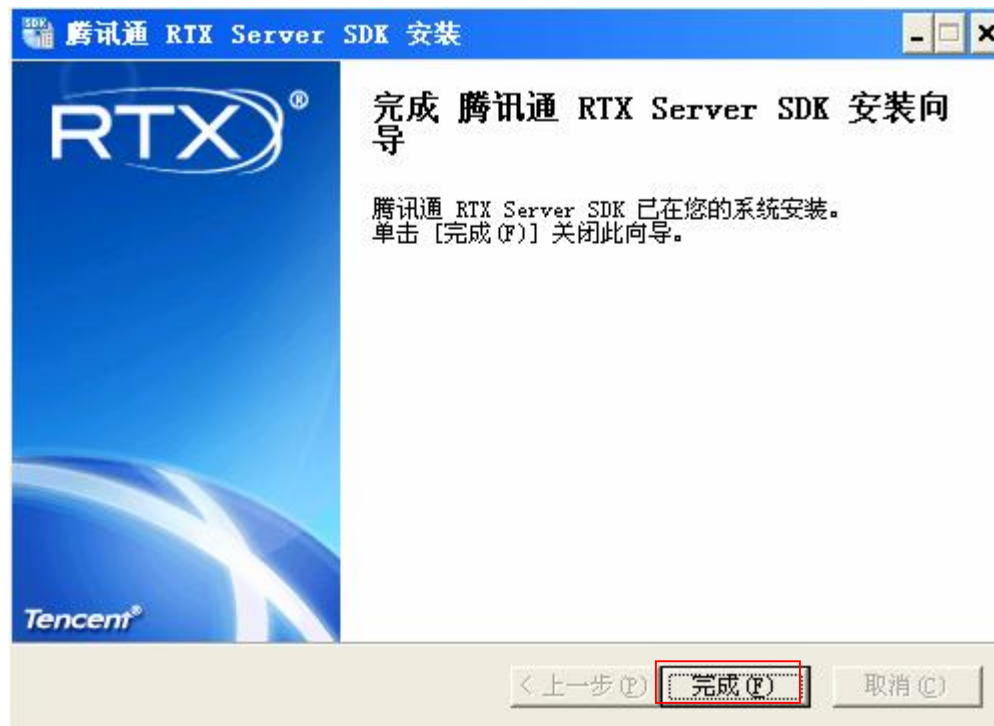 腾讯通 RTX Server SDK 安装
RTX®
完成 腾讯通 RTX Server SDK 安装向
导
腾讯通 RTX Server SDK 已在您的系统安装。
单击 [完成(F)] 关闭此向导。
Tencent®
< 上一步(P) 完成(F) 取消(C)